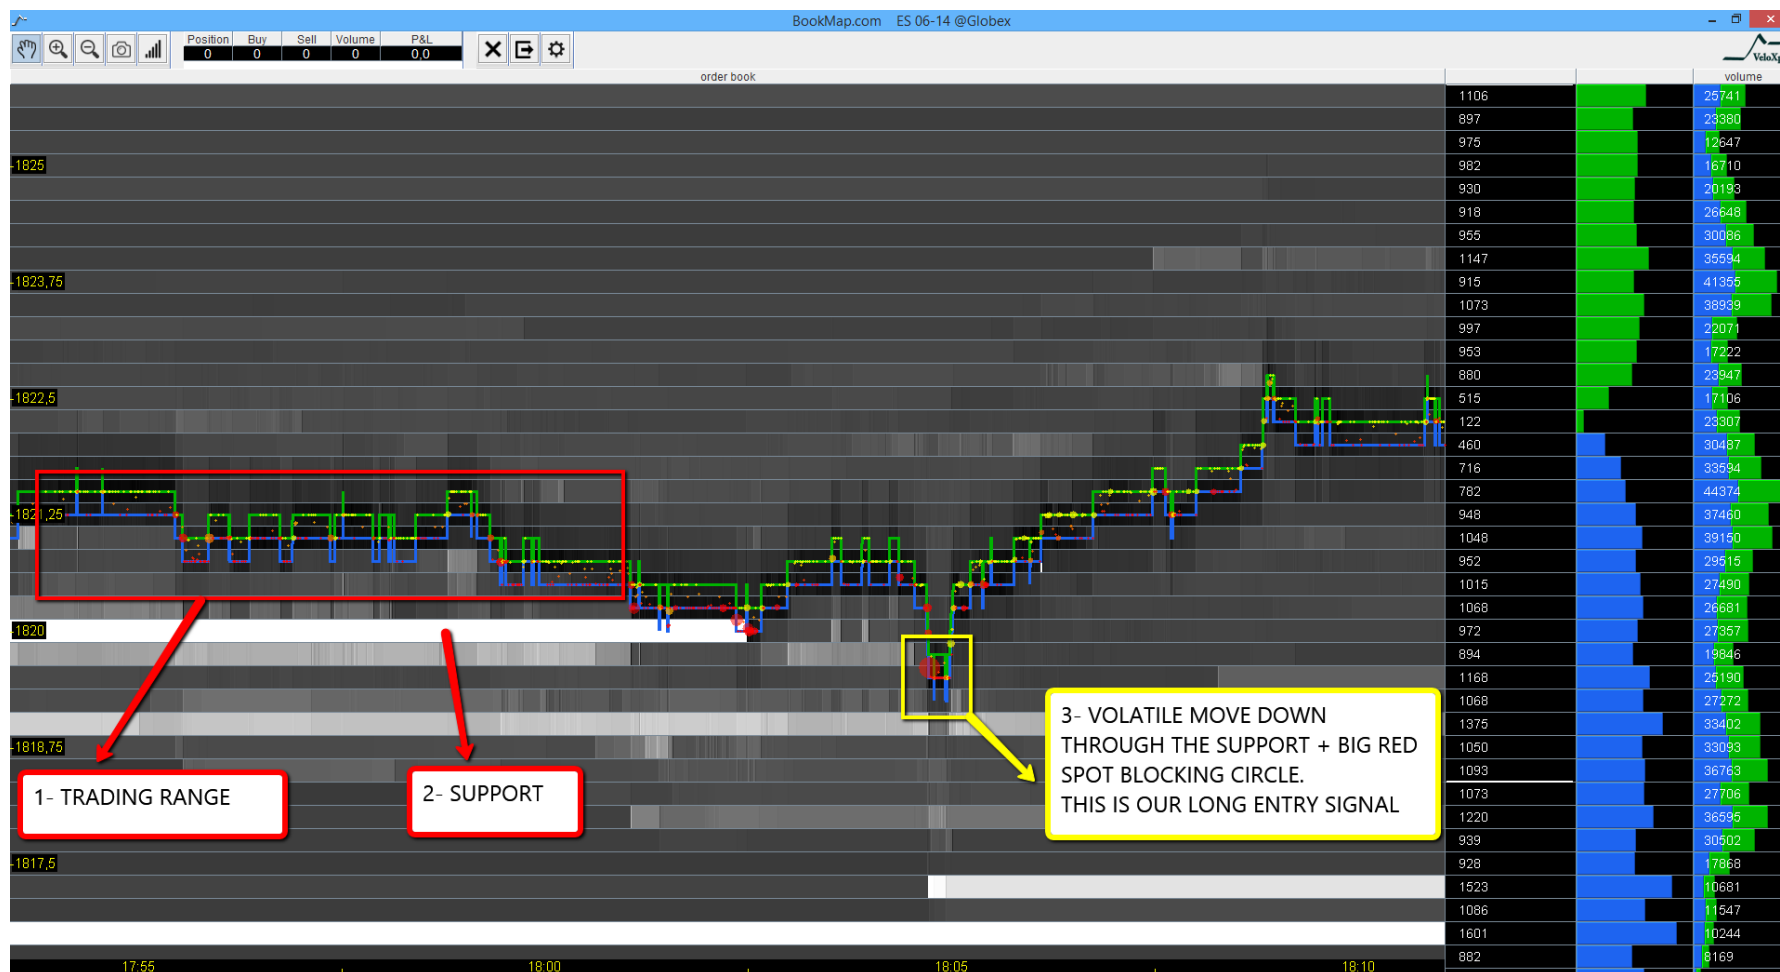 BookMap.com ES 06-14 @Globex
Position Buy Sell Volume P&L
0 0 0 0 0,0
order book volume
1106 25741
897 23380
975 12647
1825 982 16710
930 20193
918 26648
955 30086
1147 35594
1823,75 915 41355
1073 38939
997 22071
953 17222
880 23947
1822,5 515 17106
122 23307
460 30487
716 33594
782 44374
1821,25 948 37460
1048 39150
952 29515
1015 27490
1068 26681
1820 972 27357
894 19846
1168 25190
1068 27272
1375 33402
1818,75 1050 33093
1093 36763
1073 27706
1220 36595
939 30502
1817,5 928 17868
1523 10681
1086 11547
1601 10244
882 8169
1- TRADING RANGE
2- SUPPORT
3- VOLATILE MOVE DOWN
THROUGH THE SUPPORT + BIG RED
SPOT BLOCKING CIRCLE.
THIS IS OUR LONG ENTRY SIGNAL
17:55 18:00 18:05 18:10